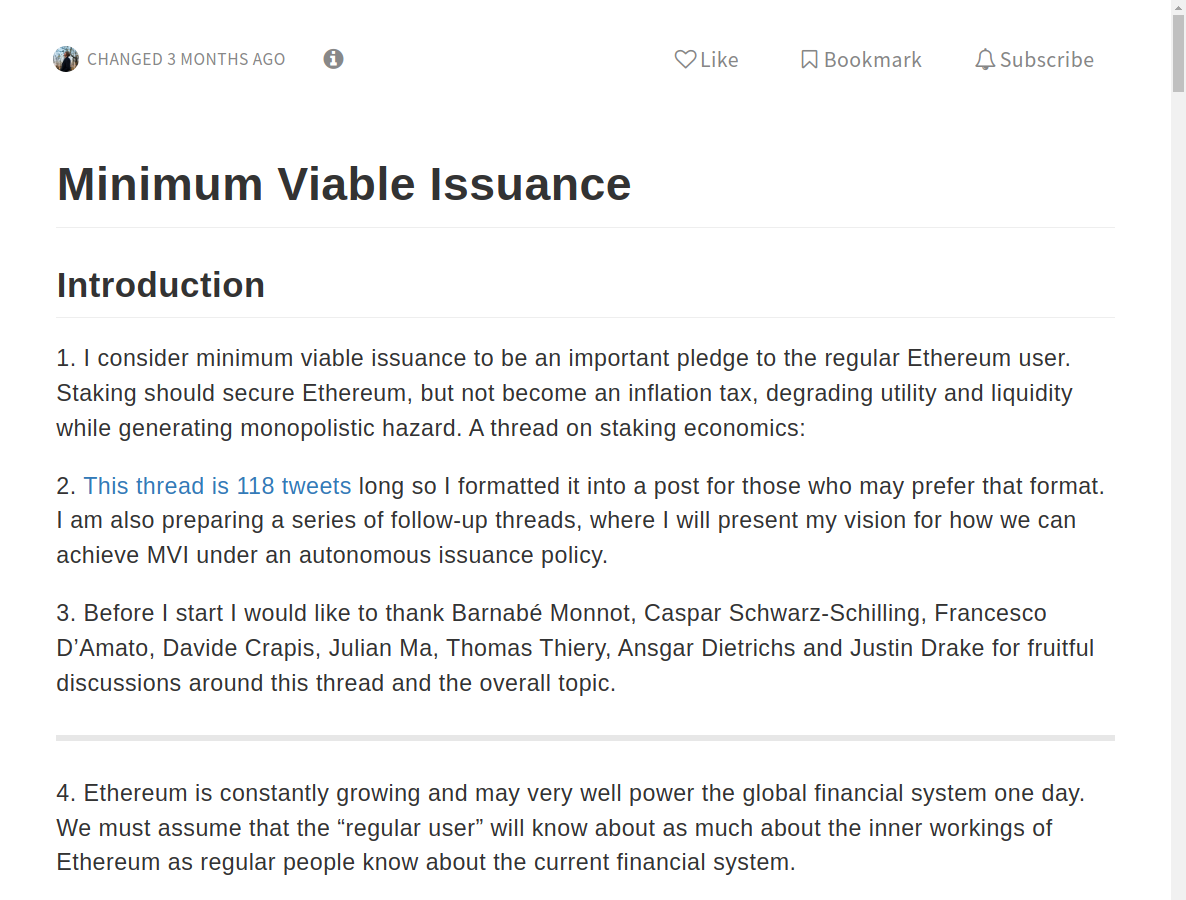 CHANGED 3 MONTHS AGO
Like
Bookmark
Subscribe
Minimum Viable Issuance
Introduction
1. I consider minimum viable issuance to be an important pledge to the regular Ethereum user.
Staking should secure Ethereum, but not become an inflation tax, degrading utility and liquidity
while generating monopolistic hazard. A thread on staking economics:
2. This thread is 118 tweets long so I formatted it into a post for those who may prefer that format.
I am also preparing a series of follow-up threads, where I will present my vision for how we can
achieve MVI under an autonomous issuance policy.
3. Before I start I would like to thank Barnabé Monnot, Caspar Schwarz-Schilling, Francesco
D’Amato, Davide Crapis, Julian Ma, Thomas Thiery, Ansgar Dietrichs and Justin Drake for fruitful
discussions around this thread and the overall topic.
4. Ethereum is constantly growing and may very well power the global financial system one day.
We must assume that the “regular user” will know about as much about the inner workings of
Ethereum as regular people know about the current financial system.